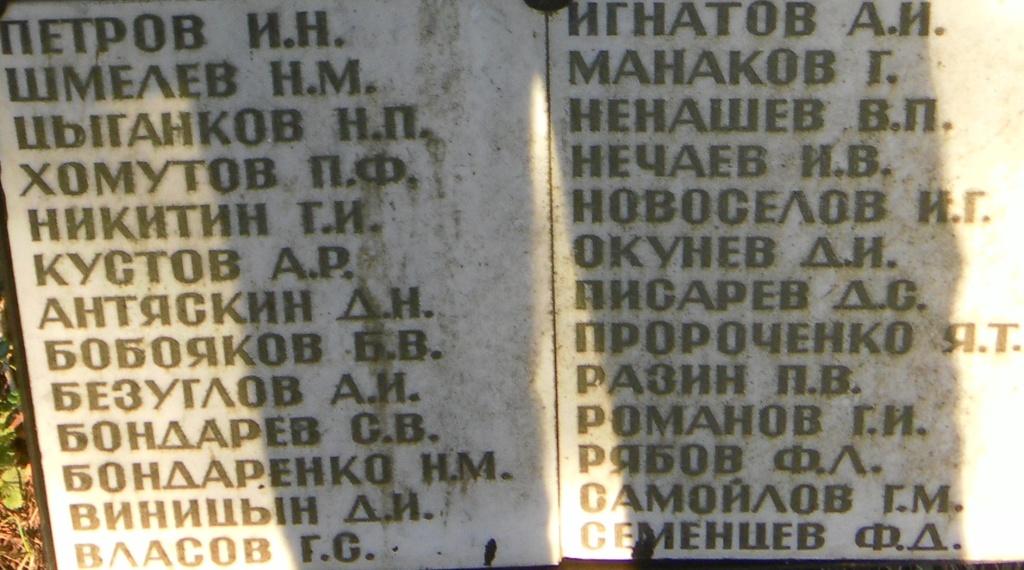 ПЕТРОВ И.Н.
ШМЕЛЕВ Н.М.
ЦЫГАНКОВ Н.П.
ХОМУТОВ П.Ф.
НИКИТИН Г.И.
КУСТОВ А.Р.
АНТЯСКИН Д.Н.
БОБОЯКОВ Б.В.
БЕЗУГЛОВ А.И.
БОНДАРЕВ С.В.
БОНДАРЕНКО Н.М.
ВИНИЦЫН Д.И.
ВЛАСОВ Г.С.
ИГНАТОВ А.И.
МАНАКОВ Г.
НЕНАШЕВ В.П.
НЕЧАЕВ И.В.
НОВОСЕЛОВ И.Г.
ОКУНЕВ Д.И.
ПИСАРЕВ Д.С.
ПРОРОЧЕНКО Я.Т.
РАЗИН П.В.
РОМАНОВ Г.И.
РЯБОВ Ф.Л.
САМОЙЛОВ Г.М.
СЕМЕНЦЕВ Ф.Д.